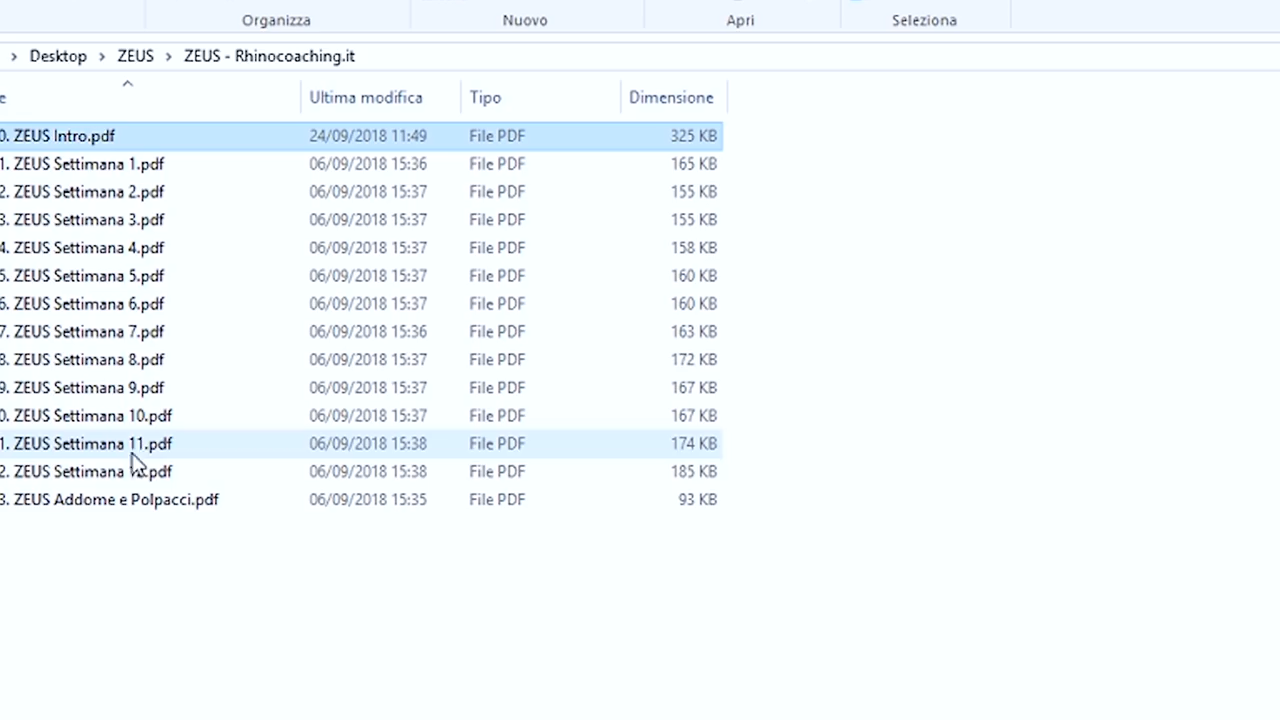 Organizza Nuovo Apri Seleziona
› Desktop › ZEUS › ZEUS - Rhinocoaching.it
e Ultima modifica Tipo Dimensione
0. ZEUS Intro.pdf 24/09/2018 11:49 File PDF 325 KB
1. ZEUS Settimana 1.pdf 06/09/2018 15:36 File PDF 165 KB
2. ZEUS Settimana 2.pdf 06/09/2018 15:37 File PDF 155 KB
3. ZEUS Settimana 3.pdf 06/09/2018 15:37 File PDF 155 KB
4. ZEUS Settimana 4.pdf 06/09/2018 15:37 File PDF 158 KB
5. ZEUS Settimana 5.pdf 06/09/2018 15:37 File PDF 160 KB
6. ZEUS Settimana 6.pdf 06/09/2018 15:37 File PDF 160 KB
7. ZEUS Settimana 7.pdf 06/09/2018 15:36 File PDF 163 KB
8. ZEUS Settimana 8.pdf 06/09/2018 15:37 File PDF 172 KB
9. ZEUS Settimana 9.pdf 06/09/2018 15:37 File PDF 167 KB
0. ZEUS Settimana 10.pdf 06/09/2018 15:37 File PDF 167 KB
1. ZEUS Settimana 11.pdf 06/09/2018 15:38 File PDF 174 KB
2. ZEUS Settimana .pdf 06/09/2018 15:38 File PDF 185 KB
3. ZEUS Addome e Polpacci.pdf 06/09/2018 15:35 File PDF 93 KB